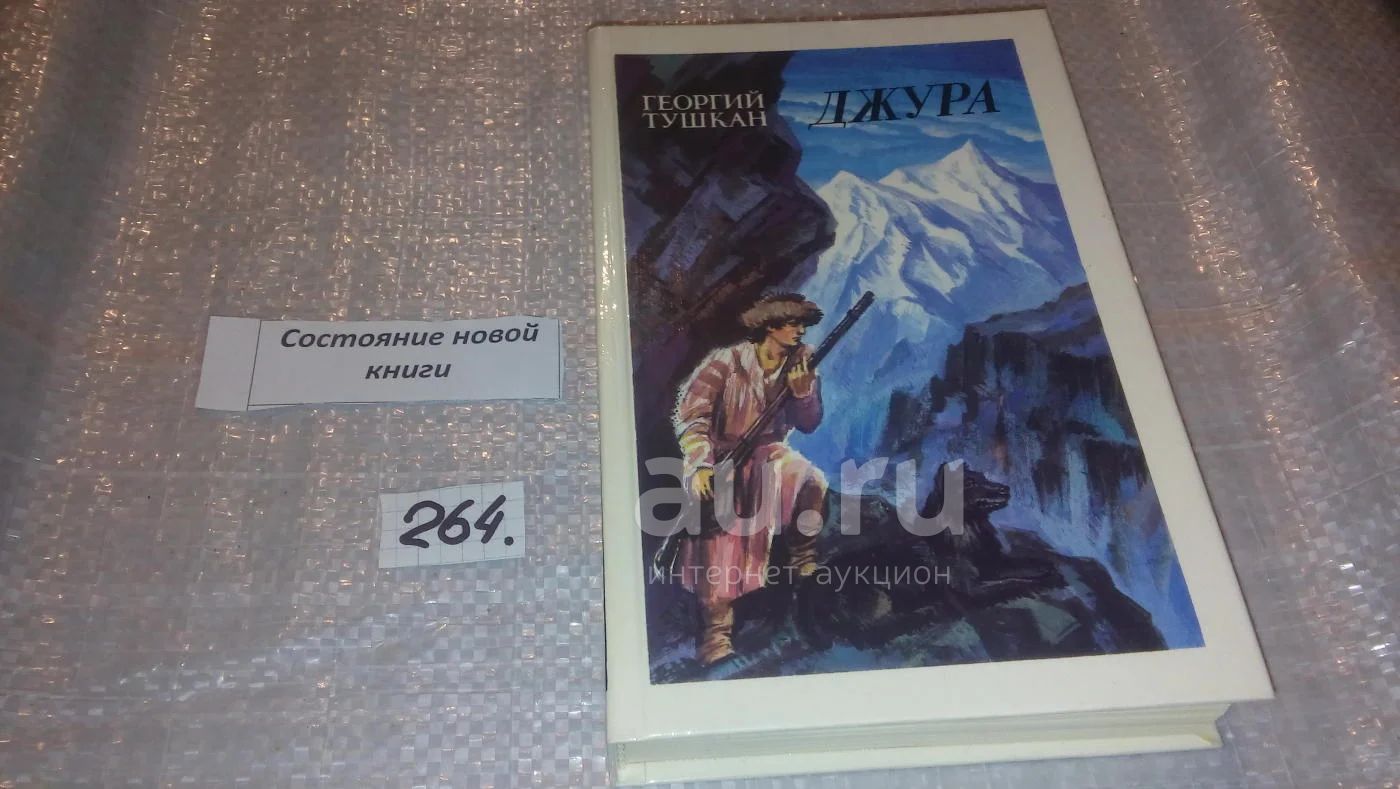 ГЕОРГИЙ
ТУШКАН
ДЖУРА
Состояние новой
книги
264.
au.ru
интернет-аукцион